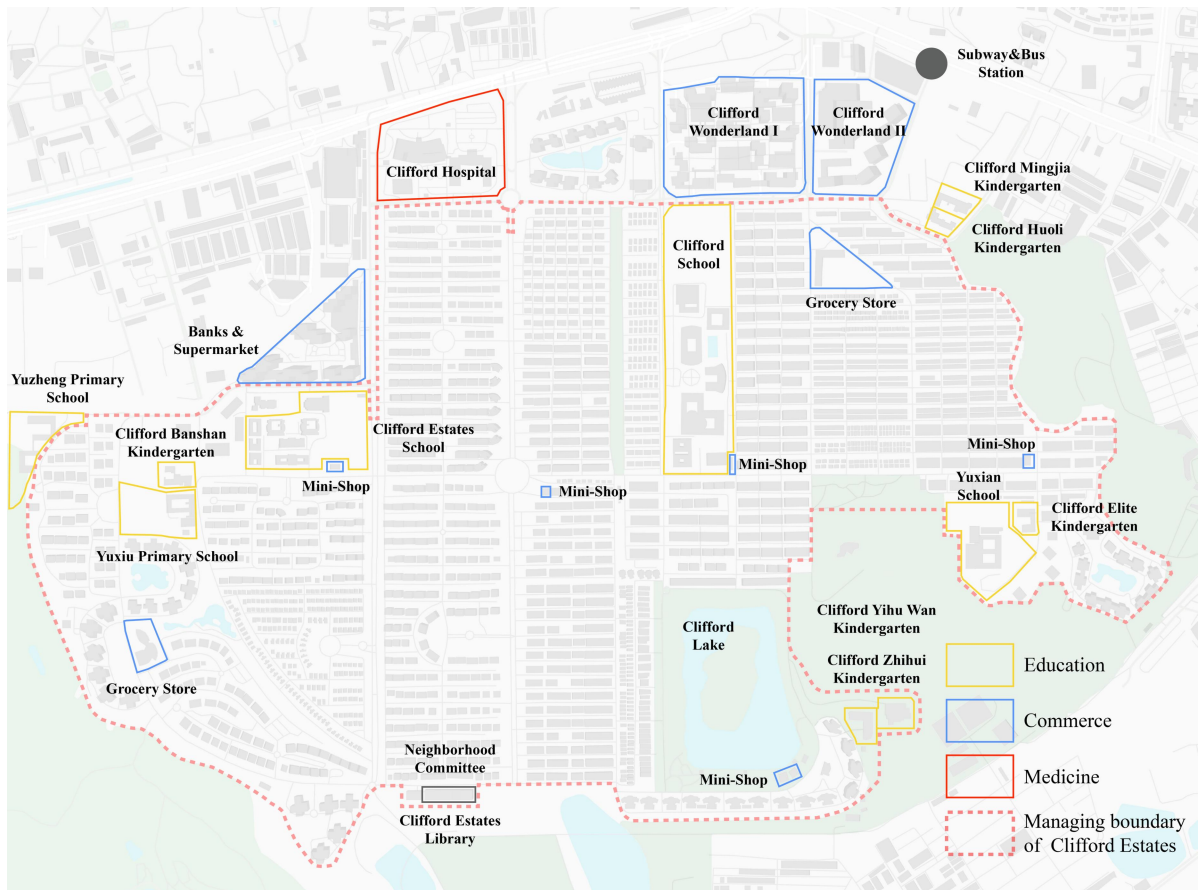 Subway&Bus
Station
Clifford
Wonderland I
Clifford
Wonderland II
Clifford Hospital
Clifford Mingjia
Kindergarten
Clifford Huoli
Kindergarten
Clifford
School
Grocery Store
Banks &
Supermarket
Yuzheng Primary
School
Clifford Banshan
Kindergarten
Clifford Estates
School
Mini-Shop
Mini-Shop
Mini-Shop
Mini-Shop
Yuxian
School
Clifford Elite
Kindergarten
Yuxiu Primary School
Clifford Yihu Wan
Kindergarten
Clifford
Lake
Clifford Zhihui
Kindergarten
Grocery Store
Neighborhood
Committee
Mini-Shop
Clifford Estates
Library
Education
Commerce
Medicine
Managing boundary
of Clifford Estates